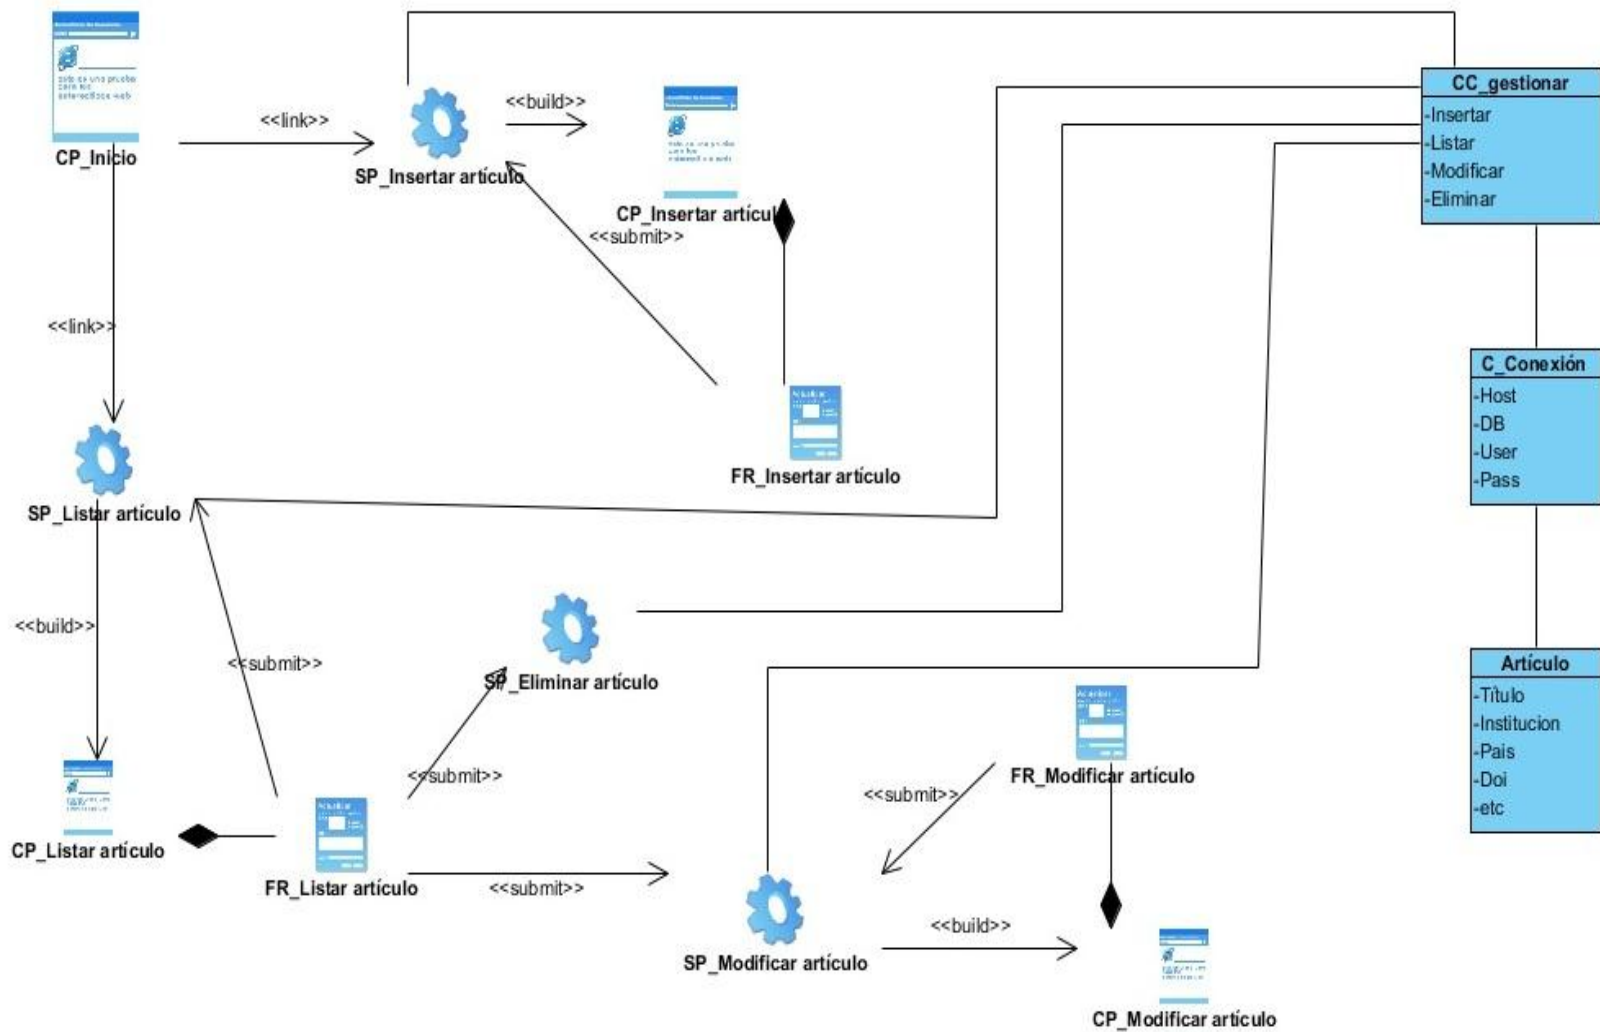 CC_gestionar
-Insertar
-Listar
-Modificar
-Eliminar
<<build>>
<<link>>
CP_Inicio
SP_Insertar artículo
CP_Insertar artícul
<<submit>>
<<link>>
C_Conexión
-Host
-DB
-User
-Pass
FR_Insertar artículo
SP_Listar artículo
<<build>>
<<submit>>
SP_Eliminar artículo
Artículo
-Título
-Institucion
-Pais
-Doi
-etc
<<submit>>
FR_Modificar artículo
<<submit>>
CP_Listar artículo
FR_Listar artículo
<<submit>>
<<build>>
SP_Modificar artículo
CP_Modificar artículo